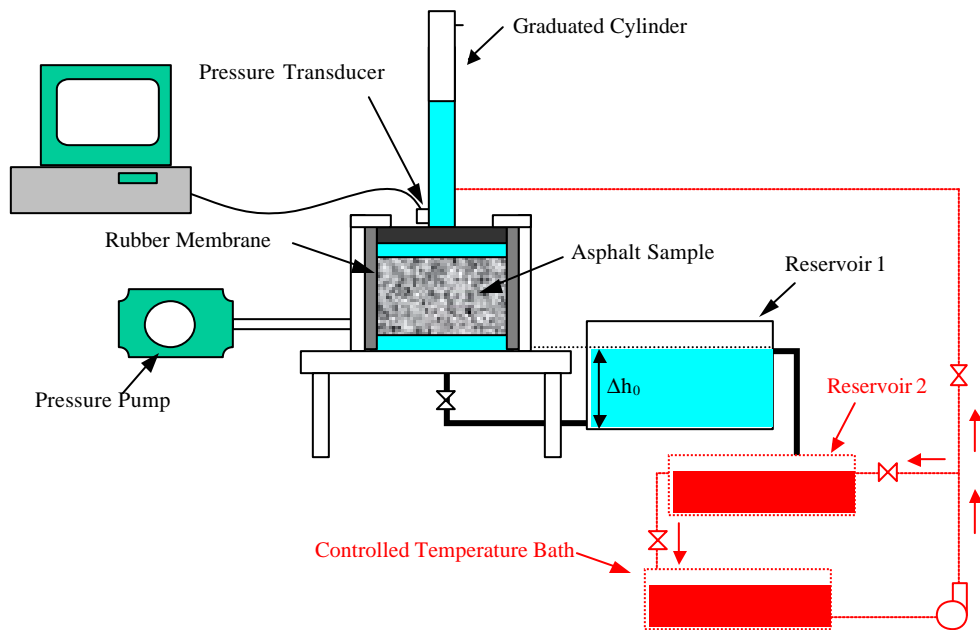 Graduated Cylinder
Pressure Transducer
Rubber Membrane
Asphalt Sample
Reservoir 1
Pressure Pump
Δh₀
Reservoir 2
Controlled Temperature Bath